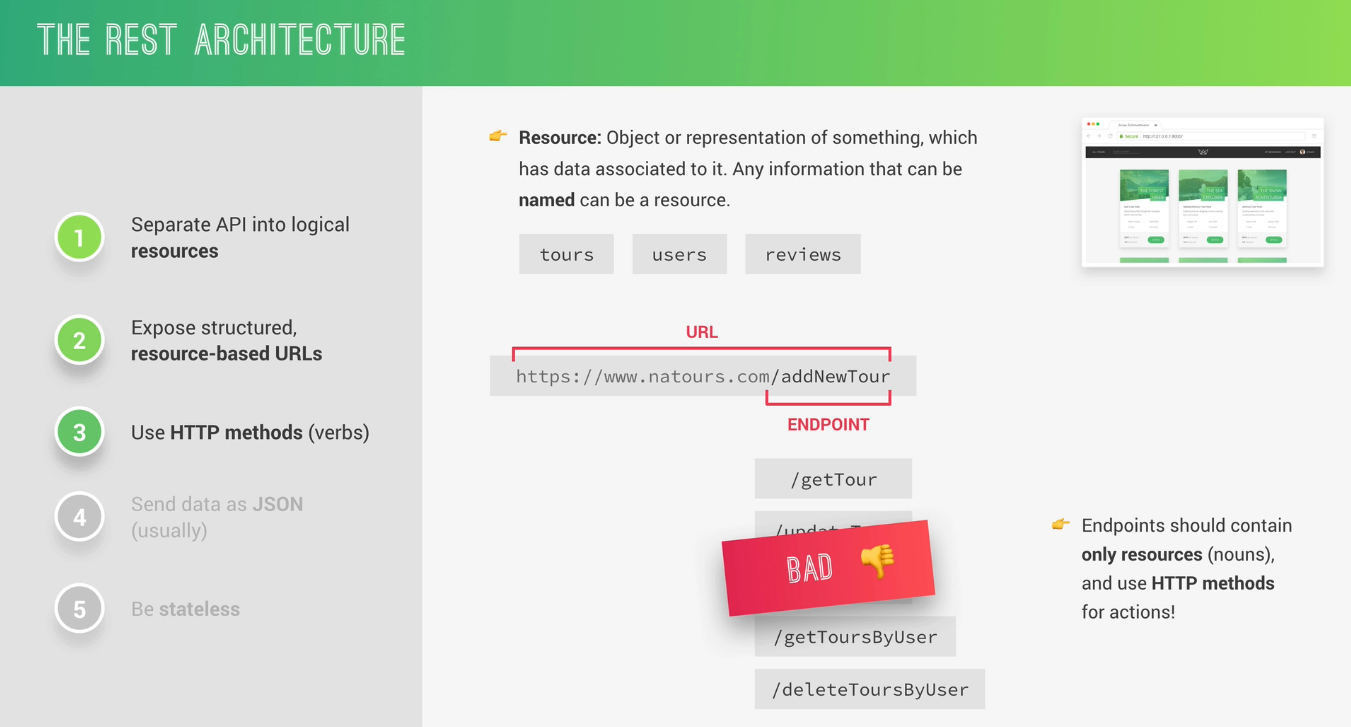 THE REST ARCHITECTURE
1
Separate API into logical
resources
2
Expose structured,
resource-based URLs
3
Use HTTP methods (verbs)
4
Send data as JSON
(usually)
5
Be stateless
Resource: Object or representation of something, which
has data associated to it. Any information that can be
named can be a resource.
tours
users
reviews
URL
https://www.natours.com/addNewTour
ENDPOINT
/getTour
BAD
/getToursByUser
/deleteToursByUser
Endpoints should contain
only resources (nouns),
and use HTTP methods
for actions!